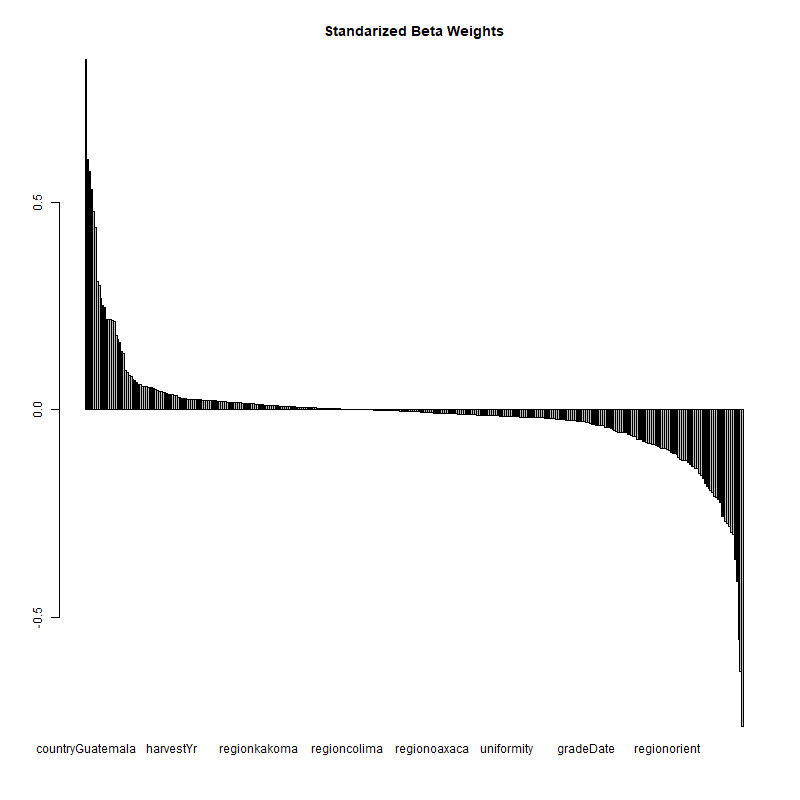 Standarized Beta Weights
0.5
0.0
-0.5
countryGuatemala harvestYr regionkakoma regioncolima regionoaxaca uniformity gradeDate regionorient